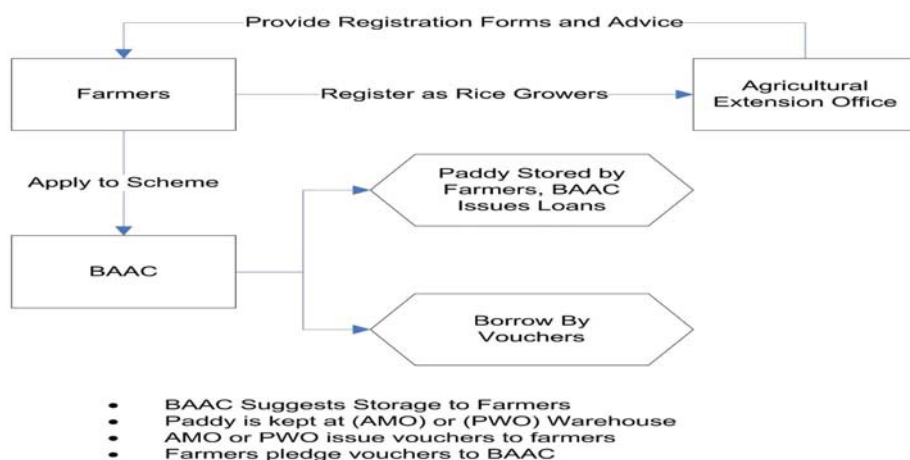 Provide Registration Forms and Advice
Farmers
Register as Rice Growers
Agricultural
Extension Office
Apply to Scheme
Paddy Stored by
Farmers, BAAC
Issues Loans
BAAC
Borrow By
Vouchers
• BAAC Suggests Storage to Farmers
• Paddy is kept at (AMO) or (PWO) Warehouse
• AMO or PWO issue vouchers to farmers
• Farmers pledge vouchers to BAAC